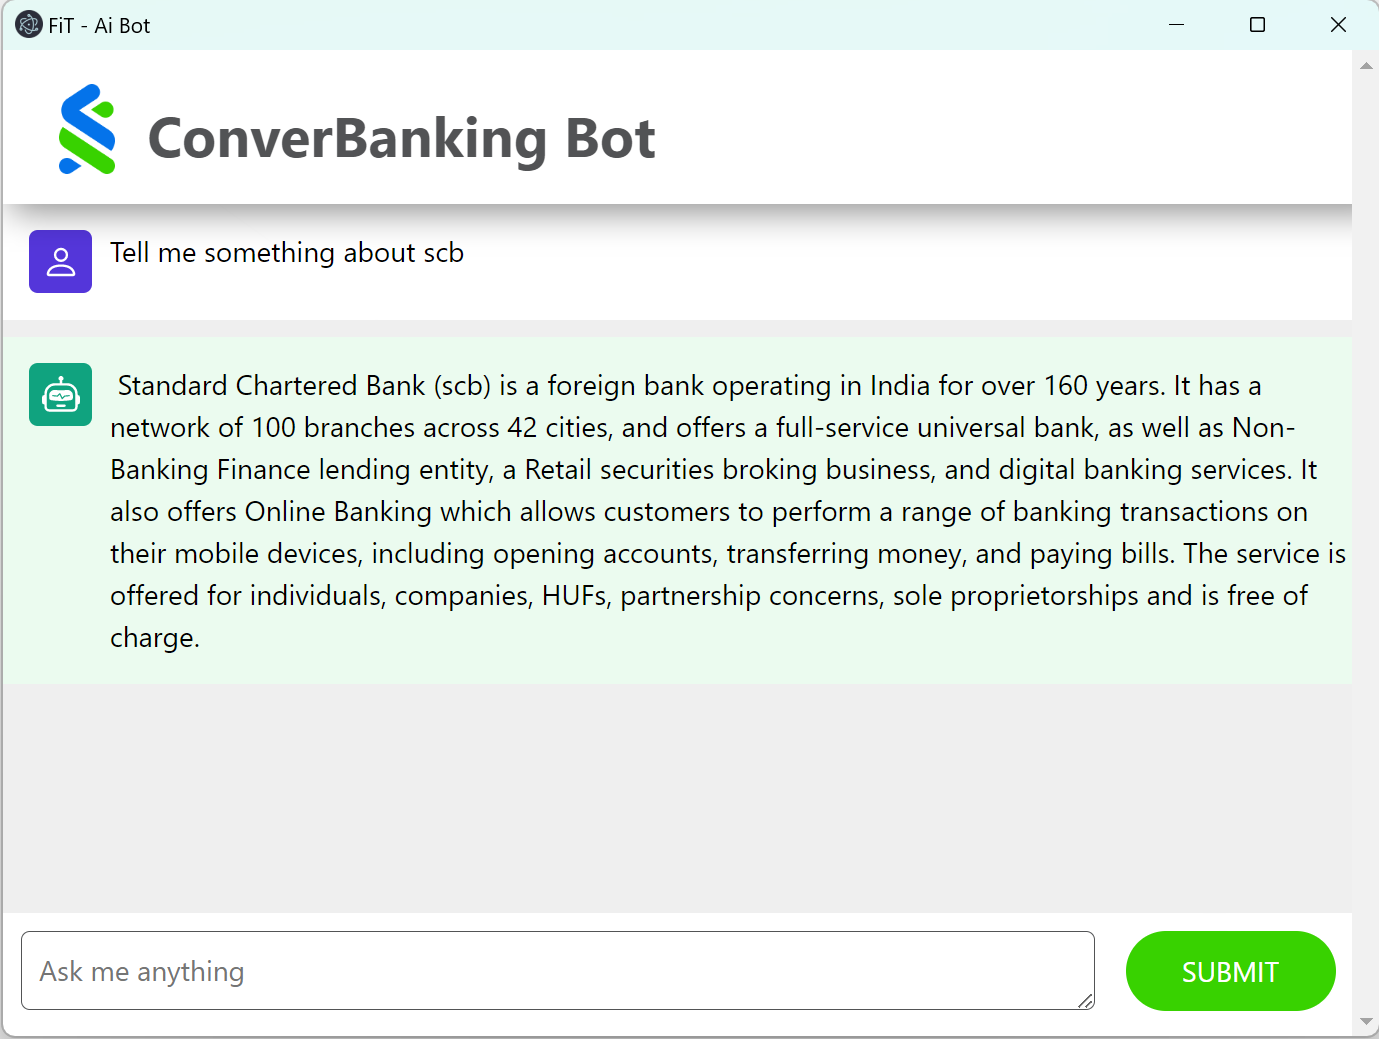 FiT - Ai Bot
ConverBanking Bot
Tell me something about scb
Standard Chartered Bank (scb) is a foreign bank operating in India for over 160 years. It has a
network of 100 branches across 42 cities, and offers a full-service universal bank, as well as Non-
Banking Finance lending entity, a Retail securities broking business, and digital banking services. It
also offers Online Banking which allows customers to perform a range of banking transactions on
their mobile devices, including opening accounts, transferring money, and paying bills. The service is
offered for individuals, companies, HUFs, partnership concerns, sole proprietorships and is free of
charge.
Ask me anything
SUBMIT